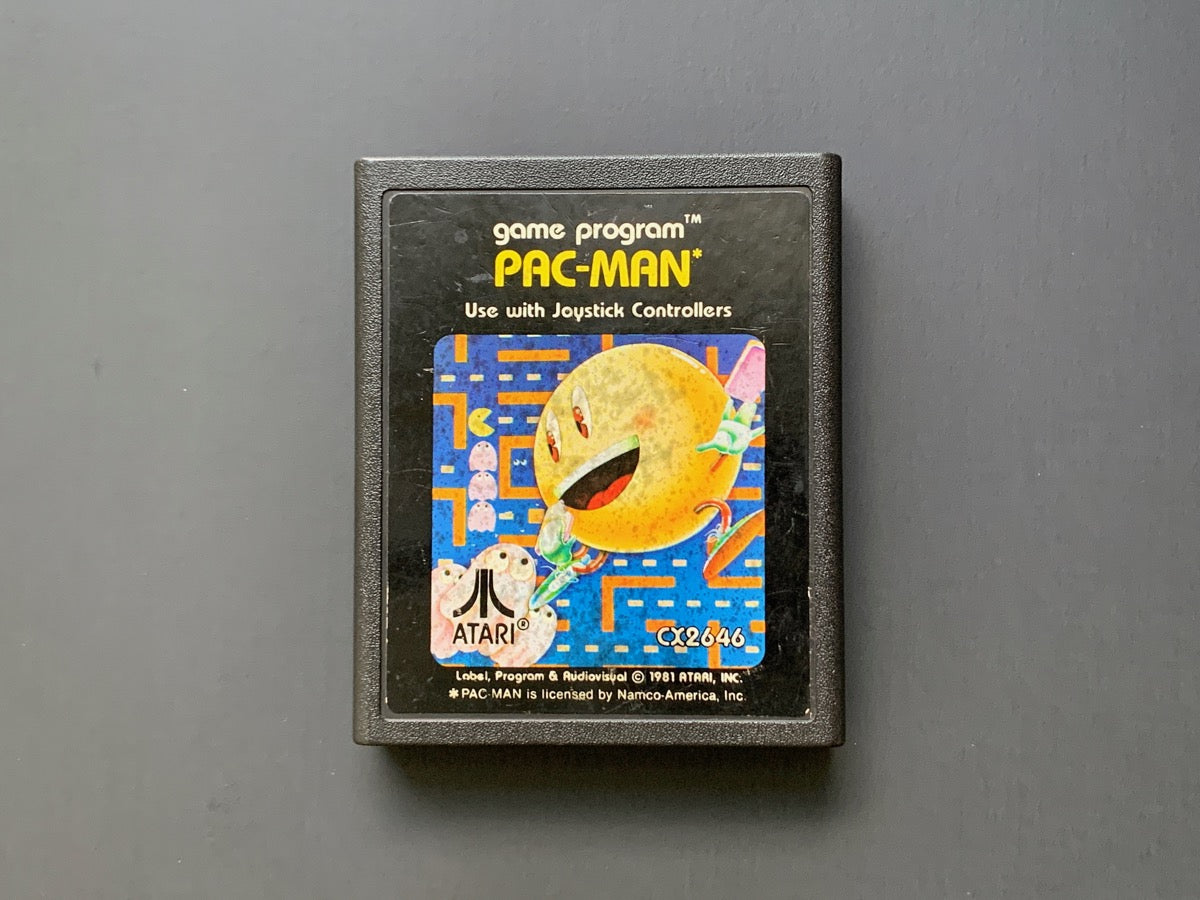 game program™
PAC-MAN*
Use with Joystick Controllers
ATARI®
CX2646
Label, Program & Audiovisual © 1981 ATARI, INC.
*PAC-MAN is licensed by Namco-America, Inc.